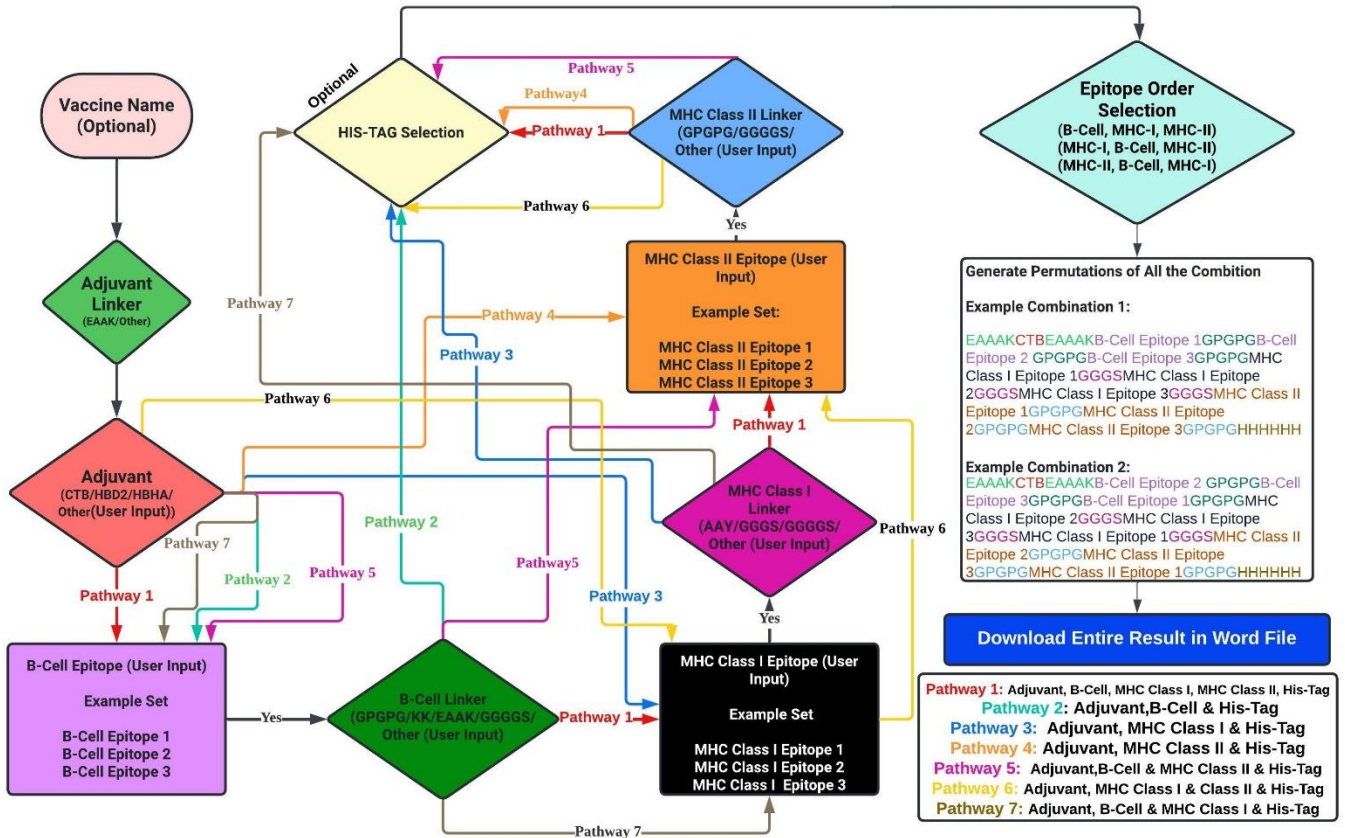 Vaccine Name
(Optional)
Adjuvant
Linker
(EAAK/Other)
Adjuvant
(CTB/HBD2/HBHA/
Other(User Input))
Pathway 1
Pathway 7
Pathway 2
Pathway 5
B-Cell Epitope (User Input)
Example Set
B-Cell Epitope 1
B-Cell Epitope 2
B-Cell Epitope 3
Yes
B-Cell Linker
(GPGPG/KK/EAAK/GGGGS/
Other (User Input)
Pathway 1
Pathway 7
Pathway 2
Pathway5
Pathway 3
Pathway 6
Pathway 7
Pathway 3
Pathway 4
Optional
HIS-TAG Selection
Pathway 5
Pathway4
Pathway 1
Pathway 6
MHC Class II Linker
(GPGPG/GGGGS/
Other (User Input)
Yes
MHC Class II Epitope (User
Input)
Example Set:
MHC Class II Epitope 1
MHC Class II Epitope 2
MHC Class II Epitope 3
Pathway 1
MHC Class I
Linker
(AAY/GGGS/GGGGS/
Other (User Input)
Pathway 6
Yes
MHC Class I Epitope (User
Input)
Example Set
MHC Class I Epitope 1
MHC Class I Epitope 2
MHC Class I Epitope 3
Epitope Order
Selection
(B-Cell, MHC-I, MHC-II)
(MHC-I, B-Cell, MHC-II)
(MHC-II, B-Cell, MHC-I)
Generate Permutations of All the Combition
Example Combination 1:
EAAAKCTBEAAAKB-Cell Epitope 1GPGPGB-Cell
Epitope 2 GPGPGB-Cell Epitope 3GPGPGMHC
Class I Epitope 1GGGSMHC Class I Epitope
2GGGSMHC Class I Epitope 3GGGSMHC Class II
Epitope 1GPGPGMHC Class II Epitope
2GPGPGMHC Class II Epitope 3GPGPGHHHHHH
Example Combination 2:
EAAAKCTBEAAAKB-Cell Epitope 2 GPGPGB-Cell
Epitope 3GPGPGB-Cell Epitope 1GPGPGMHC
Class I Epitope 2GGGSMHC Class I Epitope
3GGGSMHC Class I Epitope 1GGGSMHC Class II
Epitope 2GPGPGMHC Class II Epitope
3GPGPGMHC Class II Epitope 1GPGPGHHHHHH
Download Entire Result in Word File
Pathway 1: Adjuvant, B-Cell, MHC Class I, MHC Class II, His-Tag
Pathway 2: Adjuvant,B-Cell & His-Tag
Pathway 3: Adjuvant, MHC Class I & His-Tag
Pathway 4: Adjuvant, MHC Class II & His-Tag
Pathway 5: Adjuvant,B-Cell & MHC Class II & His-Tag
Pathway 6: Adjuvant, MHC Class I & Class II & His-Tag
Pathway 7: Adjuvant, B-Cell & MHC Class I & His-Tag